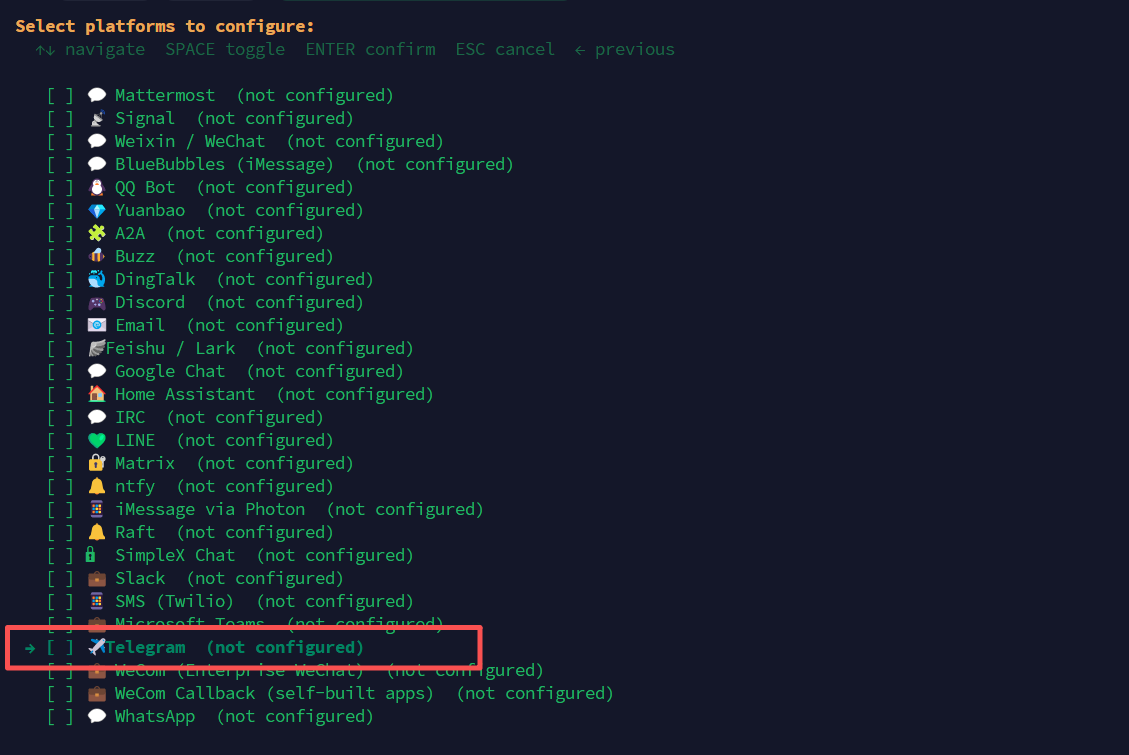 Select platforms to configure:
↑↓ navigate  SPACE toggle  ENTER confirm  ESC cancel  ← previous
[ ] 💬 Mattermost  (not configured)
[ ] 📡 Signal  (not configured)
[ ] 💬 Weixin / WeChat  (not configured)
[ ] 💬 BlueBubbles (iMessage)  (not configured)
[ ] 🐧 QQ Bot  (not configured)
[ ] 💎 Yuanbao  (not configured)
[ ] 🧩 A2A  (not configured)
[ ] 🐝 Buzz  (not configured)
[ ] 🐳 DingTalk  (not configured)
[ ] 🎮 Discord  (not configured)
[ ] 📧 Email  (not configured)
[ ] 🪽Feishu / Lark  (not configured)
[ ] 💬 Google Chat  (not configured)
[ ] 🏠 Home Assistant  (not configured)
[ ] 💬 IRC  (not configured)
[ ] 💚 LINE  (not configured)
[ ] 🔐 Matrix  (not configured)
[ ] 🔔 ntfy  (not configured)
[ ] 📱 iMessage via Photon  (not configured)
[ ] 🔔 Raft  (not configured)
[ ] 🔒 SimpleX Chat  (not configured)
[ ] 💼 Slack  (not configured)
[ ] 📱 SMS (Twilio)  (not configured)
[ ] 💼 Microsoft Teams  (not configured)
→ [ ] ✈️Telegram  (not configured)
[ ] 💼 WeCom (Enterprise WeChat)  (not configured)
[ ] 💼 WeCom Callback (self-built apps)  (not configured)
[ ] 💬 WhatsApp  (not configured)